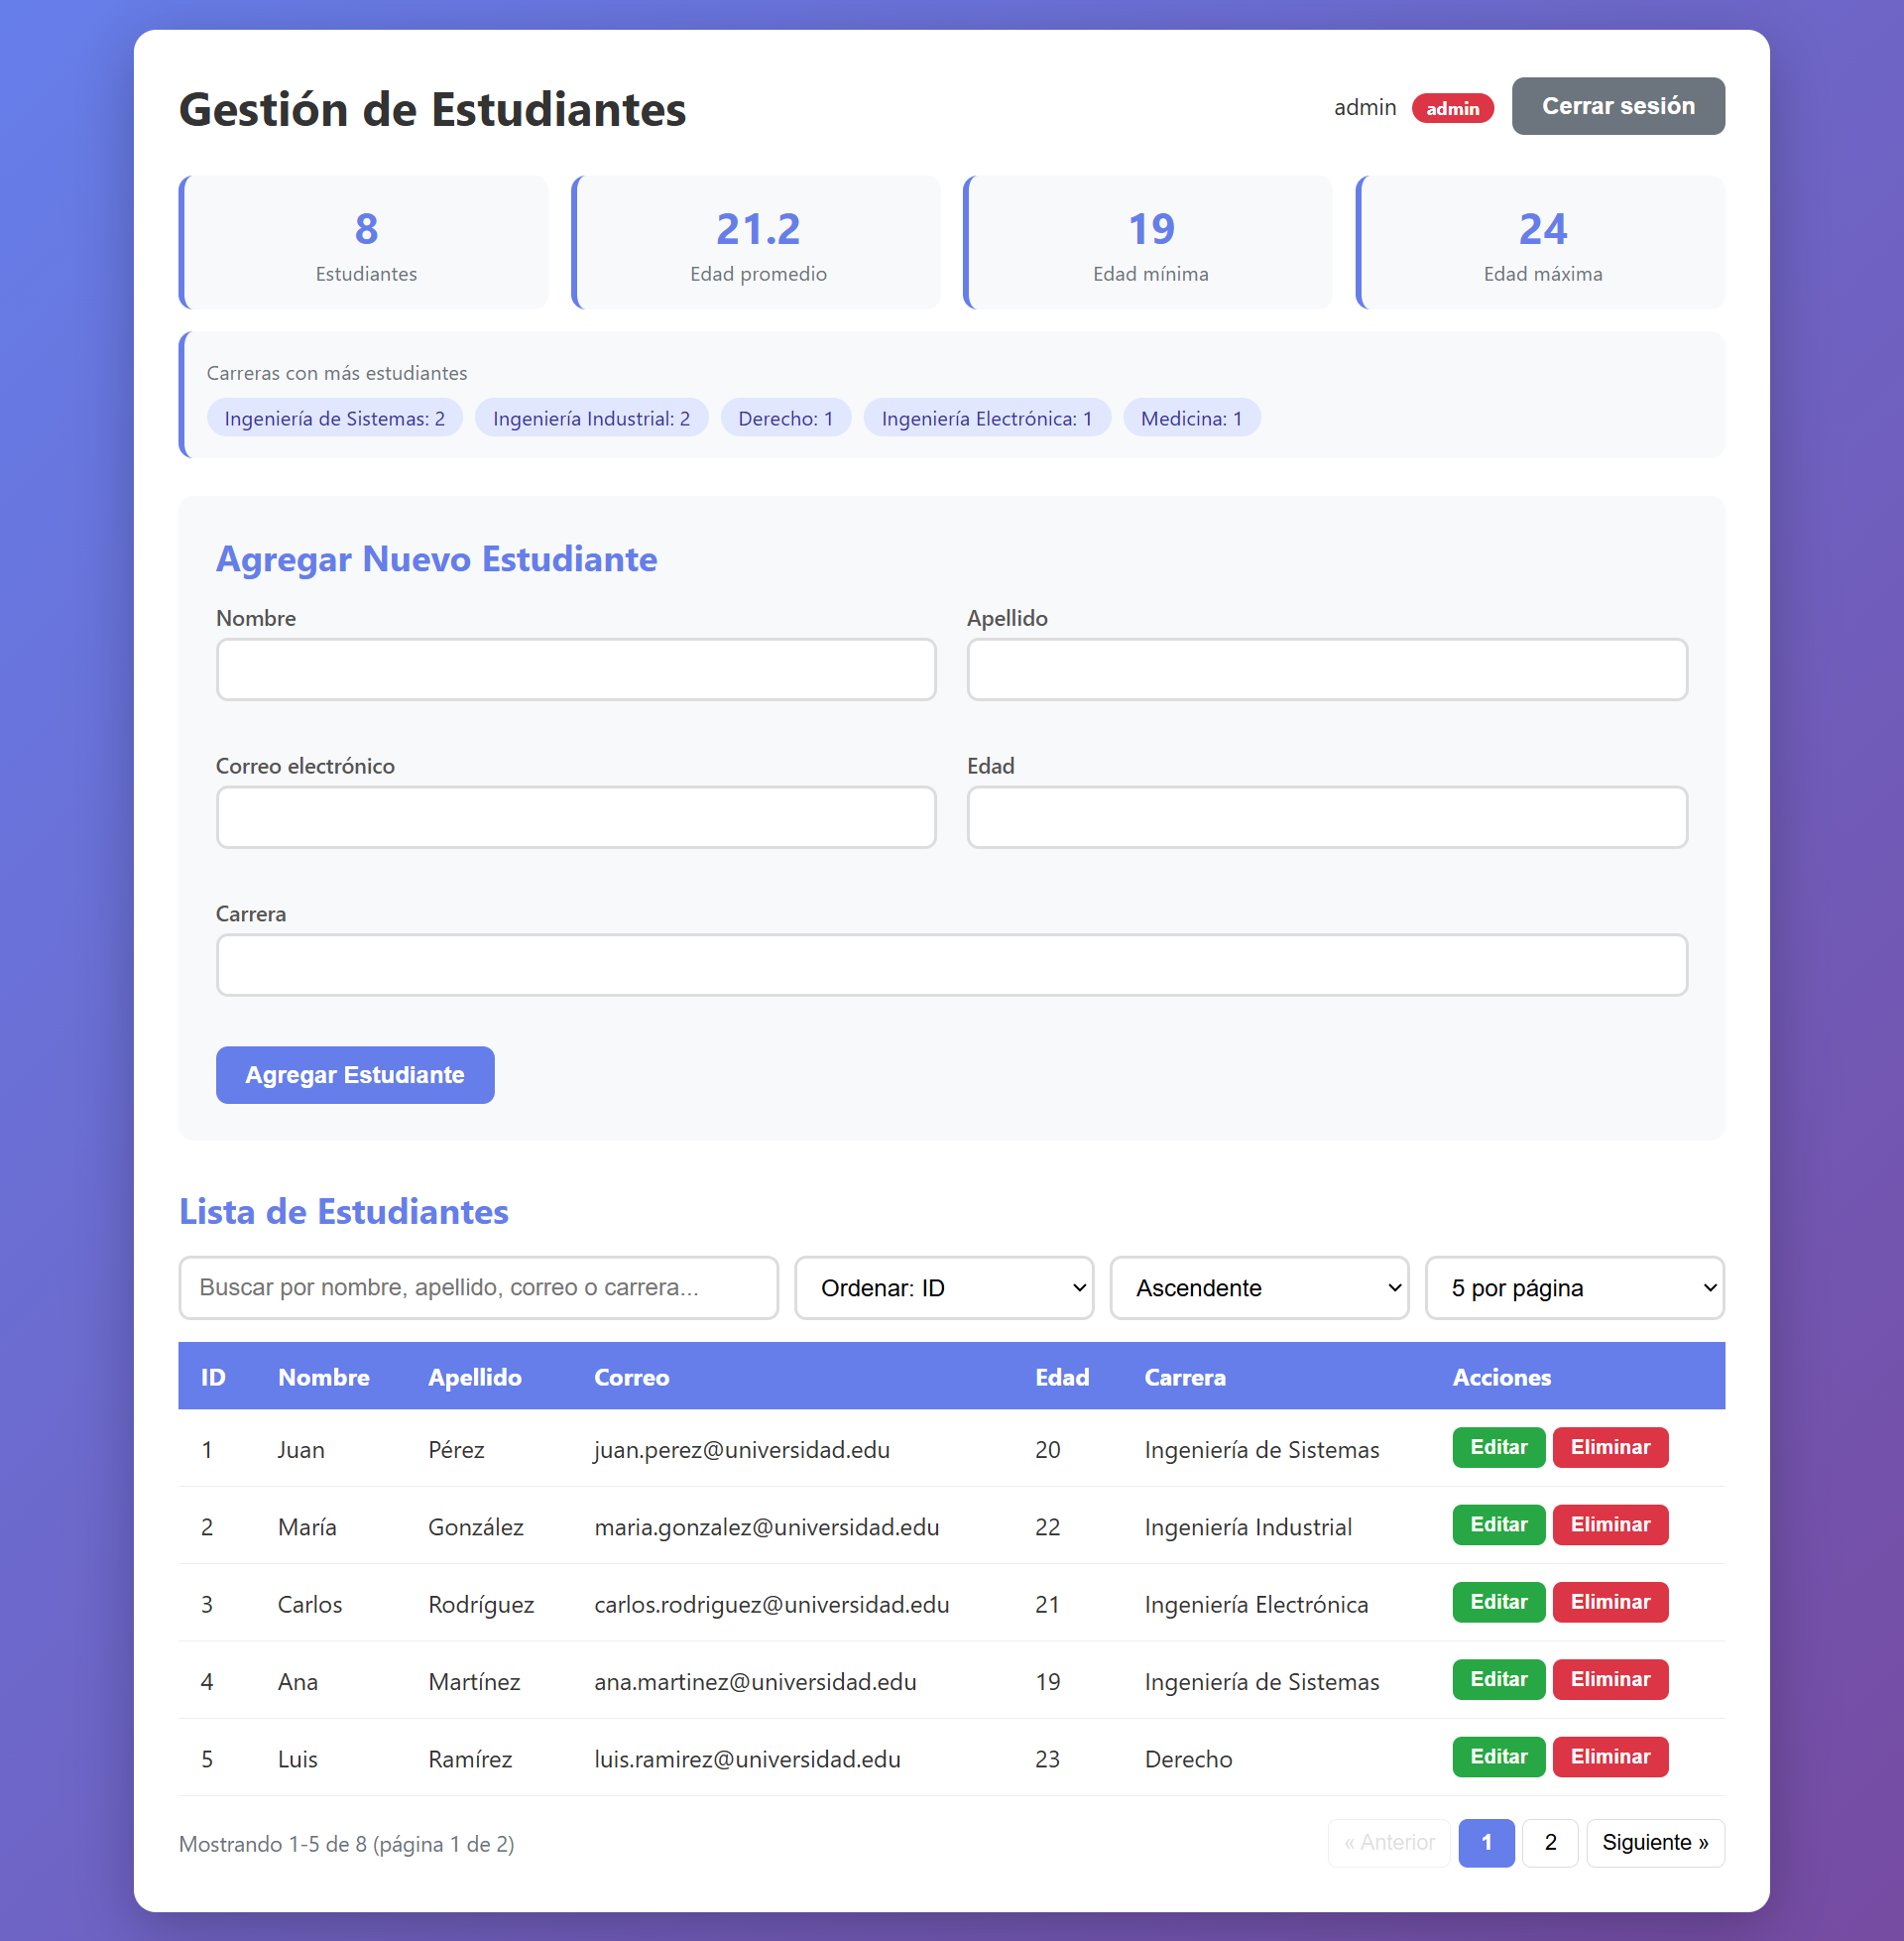 Gestión de Estudiantes
admin admin Cerrar sesión
8 21.2 19 24
Estudiantes Edad promedio Edad mínima Edad máxima
Carreras con más estudiantes
Ingeniería de Sistemas: 2 Ingeniería Industrial: 2 Derecho: 1 Ingeniería Electrónica: 1 Medicina: 1
Agregar Nuevo Estudiante
Nombre Apellido
Correo electrónico Edad
Carrera
Agregar Estudiante
Lista de Estudiantes
Buscar por nombre, apellido, correo o carrera... Ordenar: ID Ascendente 5 por página
ID Nombre Apellido Correo Edad Carrera Acciones
1 Juan Pérez juan.perez@universidad.edu 20 Ingeniería de Sistemas Editar Eliminar
2 María González maria.gonzalez@universidad.edu 22 Ingeniería Industrial Editar Eliminar
3 Carlos Rodríguez carlos.rodriguez@universidad.edu 21 Ingeniería Electrónica Editar Eliminar
4 Ana Martínez ana.martinez@universidad.edu 19 Ingeniería de Sistemas Editar Eliminar
5 Luis Ramírez luis.ramirez@universidad.edu 23 Derecho Editar Eliminar
Mostrando 1-5 de 8 (página 1 de 2) « Anterior 1 2 Siguiente »